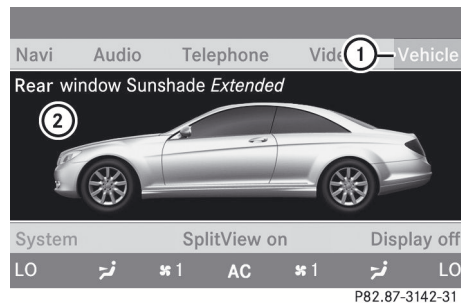 Navi Audio Telephone Vide 1 Vehicle
Rear window Sunshade Extended
2
System SplitView on Display off
LO 1 AC 1 LO
P82.87-3142-31